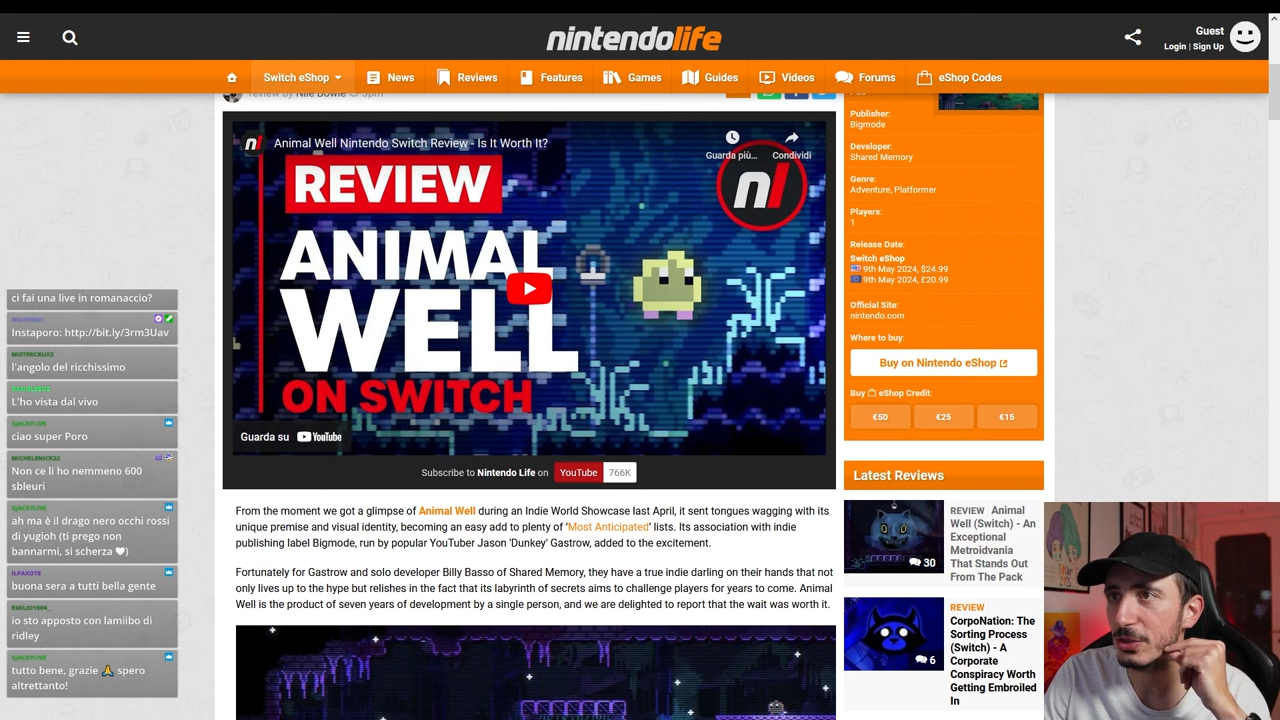 nintendolife
Guest
Login | Sign Up
Switch eShop
News
Reviews
Features
Games
Guides
Videos
Forums
eShop Codes
review by Nile Bowie 3pm
Animal Well Nintendo Switch Review - Is It Worth It?
Guarda più...
Condividi
REVIEW
ANIMAL
WELL
ON SWITCH
Guarda su YouTube
Subscribe to Nintendo Life on YouTube 766K
From the moment we got a glimpse of Animal Well during an Indie World Showcase last April, it sent tongues wagging with its
unique premise and visual identity, becoming an easy add to plenty of 'Most Anticipated' lists. Its association with indie
publishing label Bigmode, run by popular YouTuber Jason 'Dunkey' Gastrow, added to the excitement.
Fortunately for Gastrow and solo developer Billy Basso of Shared Memory, they have a true indie darling on their hands that not
only lives up to the hype but relishes in the fact that its labyrinth of secrets aims to challenge players for years to come. Animal
Well is the product of seven years of development by a single person, and we are delighted to report that the wait was worth it.
Publisher:
Bigmode
Developer:
Shared Memory
Genre:
Adventure, Platformer
Players:
1
Release Date:
Switch eShop
9th May 2024, $24.99
9th May 2024, £20.99
Official Site:
nintendo.com
Where to buy:
Buy on Nintendo eShop
Buy eShop Credit:
€50
€25
€15
Latest Reviews
30
REVIEW Animal
Well (Switch) - An
Exceptional
Metroidvania
That Stands Out
From The Pack
6
REVIEW
CorpoNation: The
Sorting Process
(Switch) - A
Corporate
Conspiracy Worth
Getting Embroiled
In
ci fai una live in romanaccio?
Instaporo: http://bit.ly/3rm3Uav
MISTERCRUX2
l'angolo del ricchissimo
L'ho vista dal vivo
ciao super Poro
Non ce li ho nemmeno 600
sbleuri
ah ma è il drago nero occhi rossi
di yugioh (ti prego non
bannarmi, si scherza 🤍)
ILPAXO78
buona sera a tutti bella gente
EMILIO1594_
io sto apposto con lamiibo di
ridley
tutto bene, grazie 🙏 spero
altrettanto!